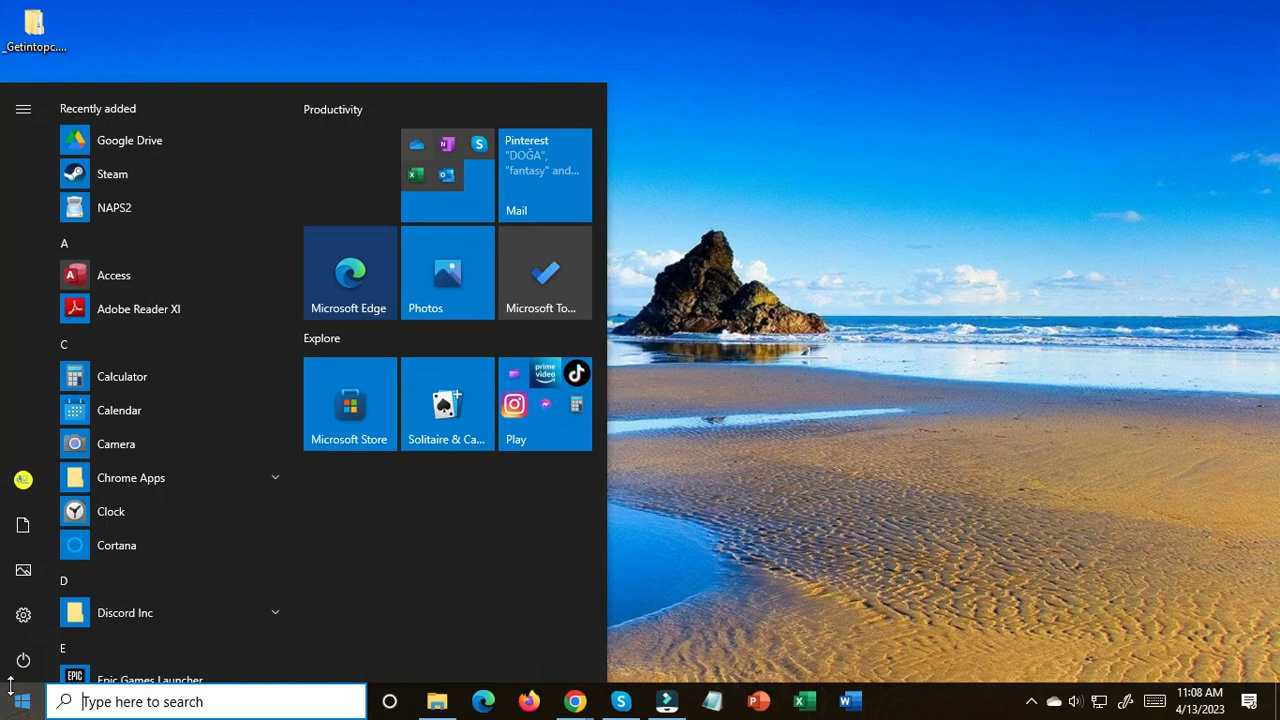 _Getintopc....
Recently added
Google Drive
Steam
NAPS2
A
Access
Adobe Reader XI
C
Calculator
Calendar
Camera
Chrome Apps
Clock
Cortana
D
Discord Inc
E
EPIC
Epic Games Launcher
Productivity
Pinterest
"DOĞA",
"fantasy" and...
Mail
Microsoft Edge
Photos
Microsoft To...
Explore
prime
video
Microsoft Store
Solitaire & Ca...
Play
Type here to search
11:08 AM
4/13/2023